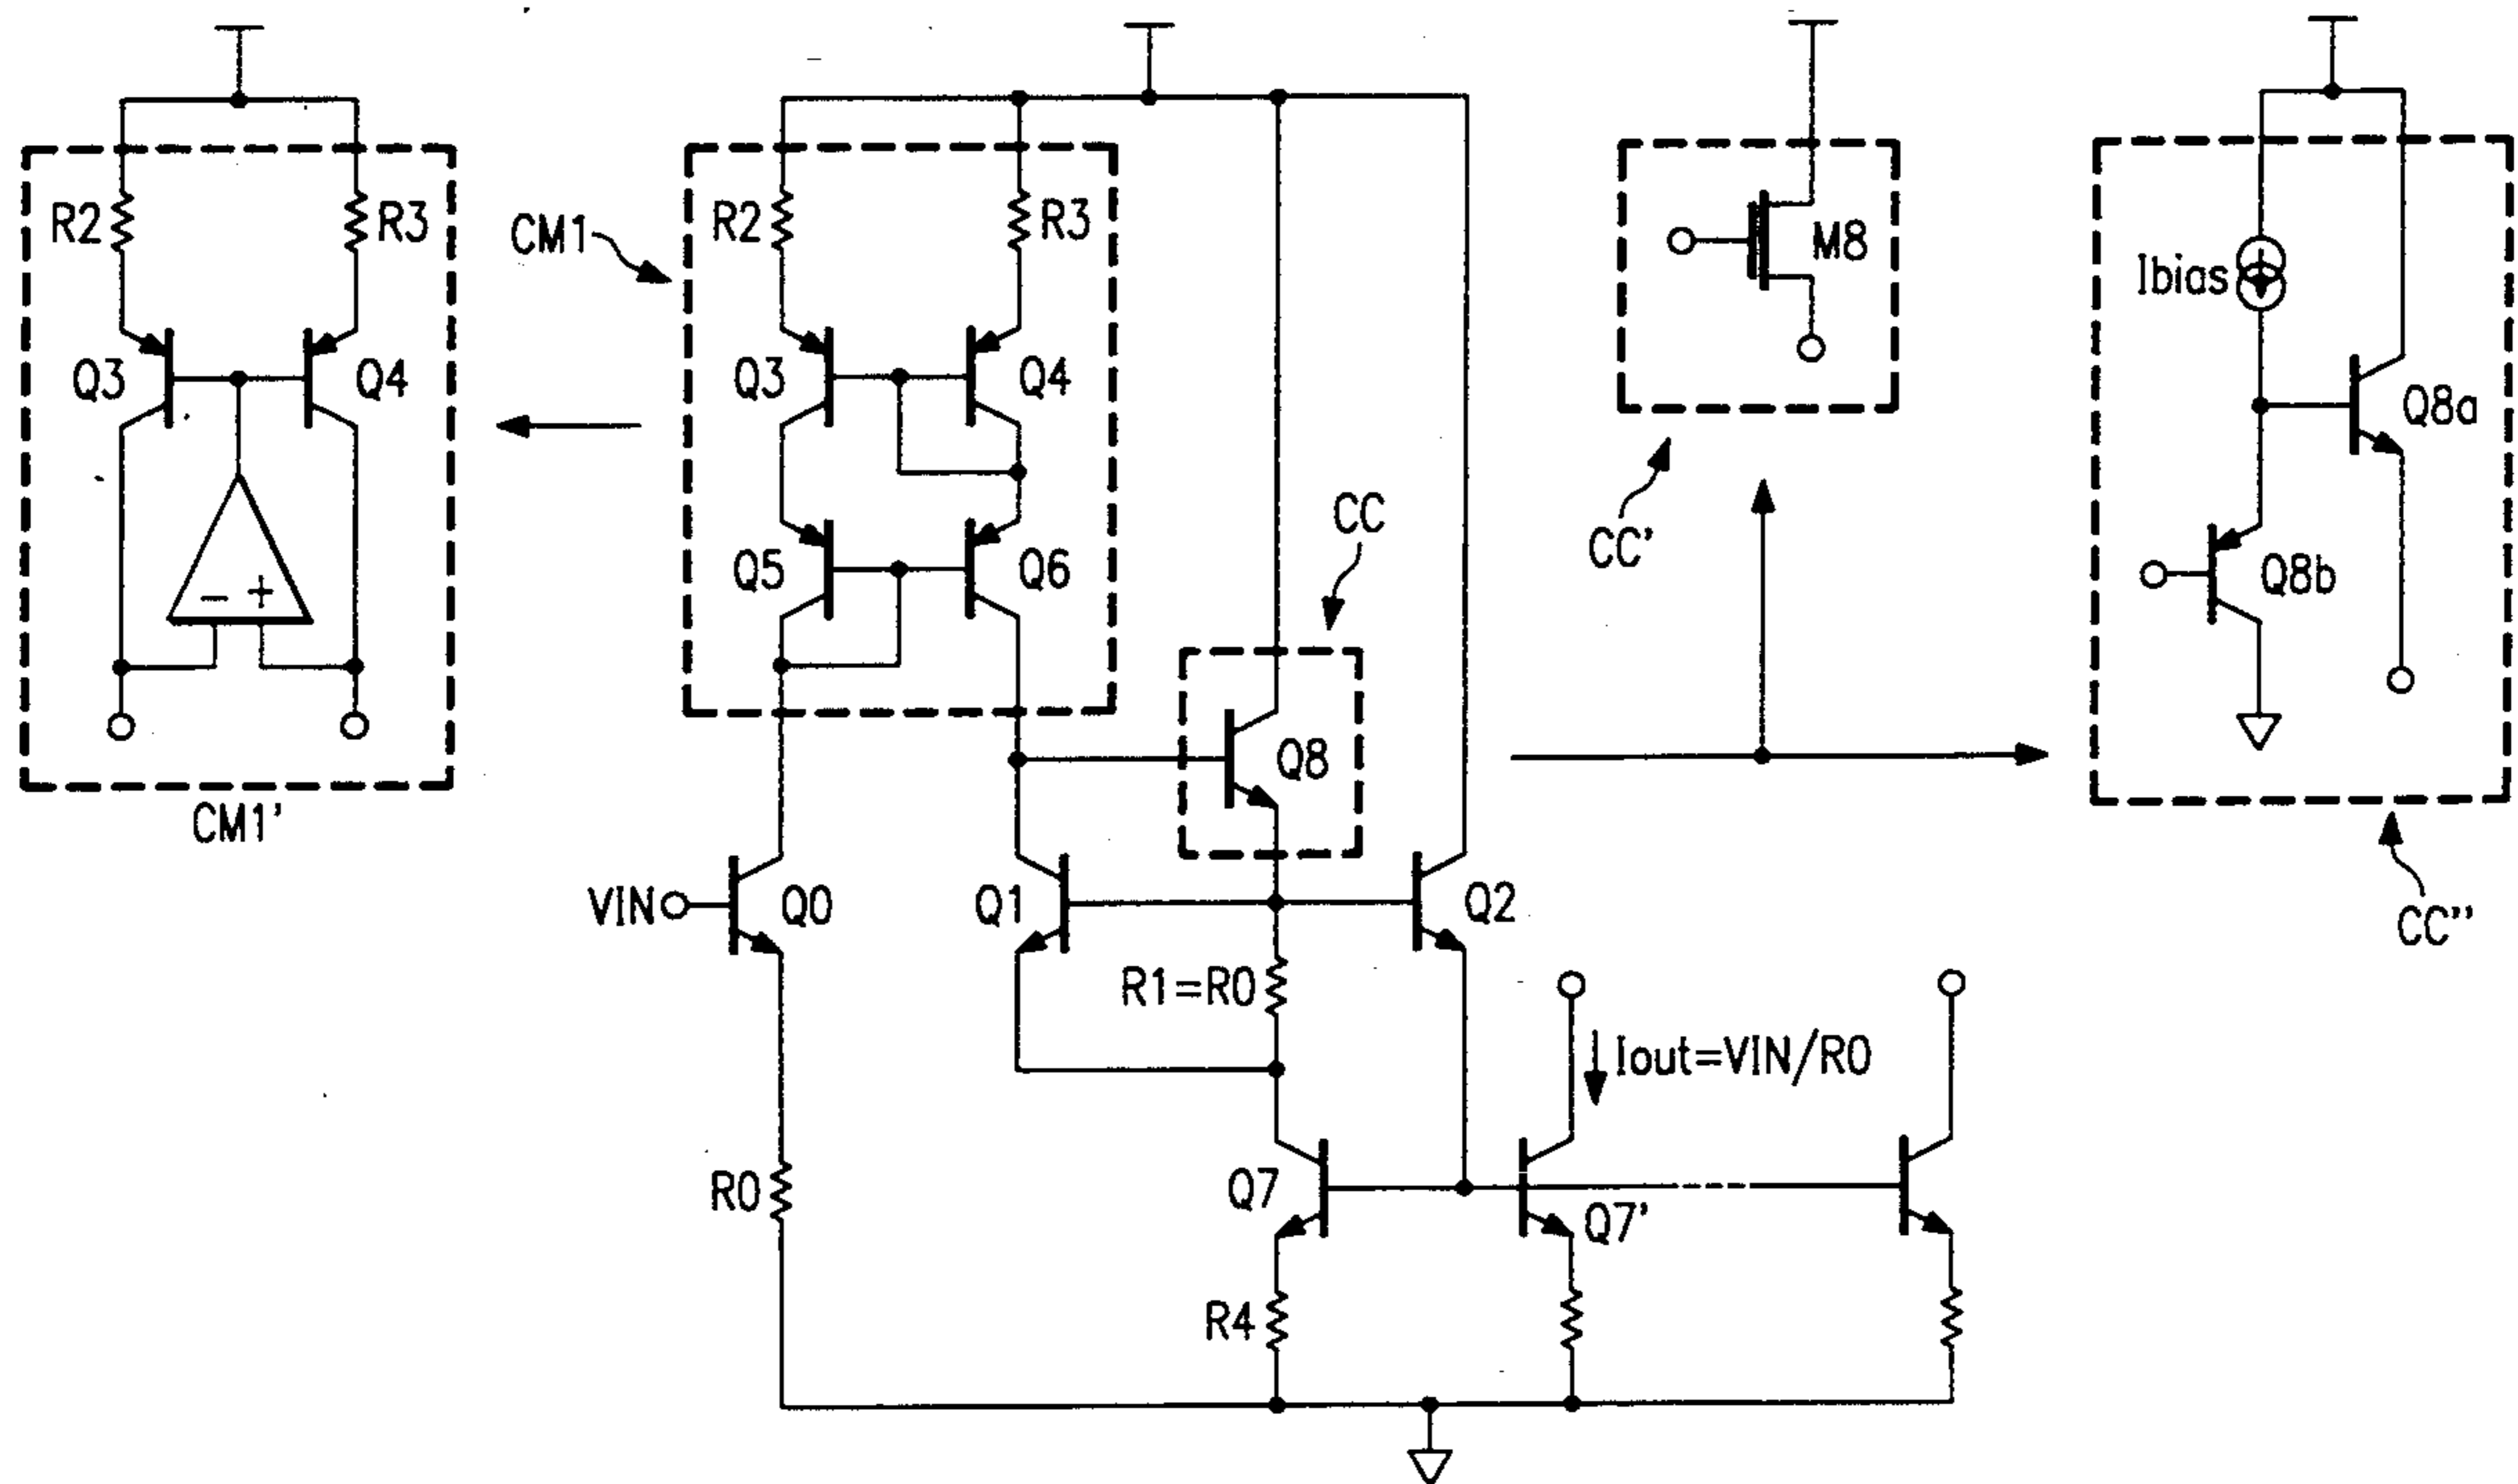 R2
R3
Q3
Q4
- +
CM1'
CM1
R2
R3
Q3
Q4
Q5
Q6
CC
Q8
VIN
Q0
Q1
Q2
R1=R0
R0
Iout=VIN/R0
Q7
Q7'
R4
M8
CC'
Ibias
Q8a
Q8b
CC"